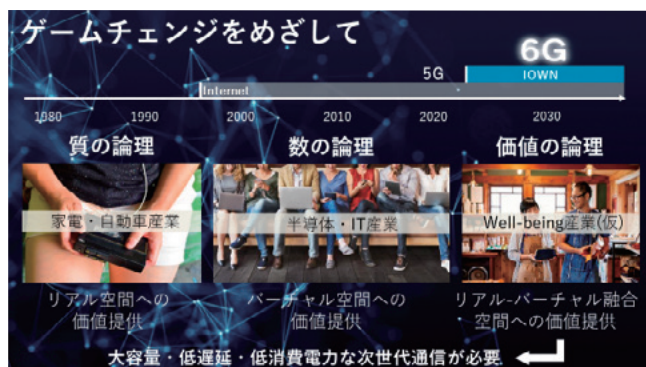 ゲームチェンジをめざして
6G
5G
IOWN
Internet
1980 1990 2000 2010 2020 2030
質の論理 数の論理 価値の論理
家電・自動車産業 半導体・IT産業 Well-being産業(仮)
リアル空間への バーチャル空間への リアル-バーチャル融合
価値提供 価値提供 空間への価値提供
大容量・低遅延・低消費電力な次世代通信が必要